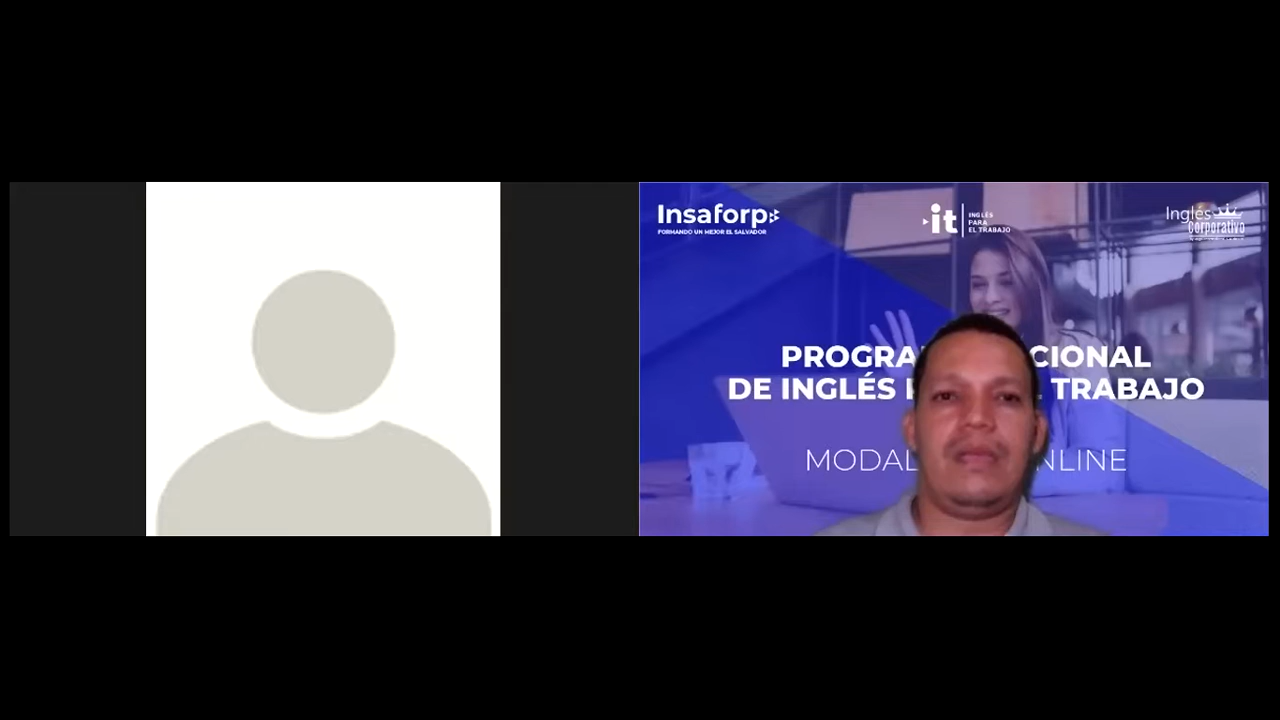 Insaforp
FORMANDO UN MEJOR EL SALVADOR
it
INGLÉS
PARA
EL TRABAJO
Inglés
Corporativo
PROGRA CIONAL
DE INGLÉS TRABAJO
MODAL NLINE